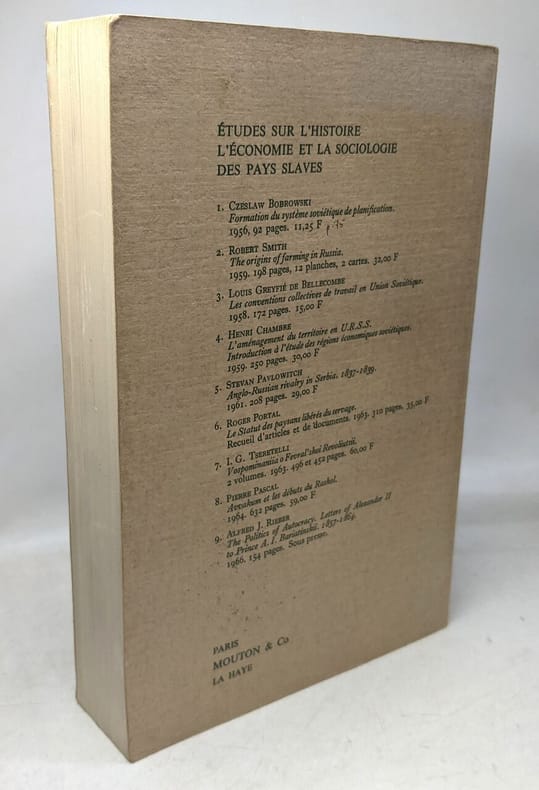 ÉTUDES SUR L'HISTOIRE
L'ÉCONOMIE ET LA SOCIOLOGIE
DES PAYS SLAVES
1. CZESLAW BOBROWSKI
Formation du système soviétique de planification.
1956, 92 pages. 11,25 F
2. ROBERT SMITH
The origins of farming in Russia.
1959. 198 pages, 12 planches, 2 cartes. 32,00 F
3. LOUIS GREYFIÉ DE BELLECOMBE
Les conventions collectives de travail en Union Soviétique.
1958. 172 pages. 15,00 F
4. HENRI CHAMBRE
L'aménagement du territoire en U.R.S.S.
Introduction à l'étude des régions économiques soviétiques.
1959. 250 pages. 30,00 F
5. STEVAN PAVLOWITCH
Anglo-Russian rivalry in Serbia. 1837-1839.
1961. 208 pages. 29,00 F
6. ROGER PORTAL
Le Statut des paysans libérés du servage.
Recueil d'articles et de documents. 1963. 310 pages. 35,00 F
7. I. G. TSERETELLI
Vospominaniia o Fevral'skoi Revoliutsii.
2 volumes. 1963. 496 et 452 pages. 60,00 F
8. PIERRE PASCAL
Avvakum et les débuts du Raskol.
1964. 632 pages. 59,00 F
9. ALFRED J. RIEBER
The Politics of Autocracy. Letters of Alexander II
to Prince A. I. Bariatinskii. 1857-1864.
1966. 154 pages. Sous presse.
PARIS
MOUTON & Co
LA HAYE